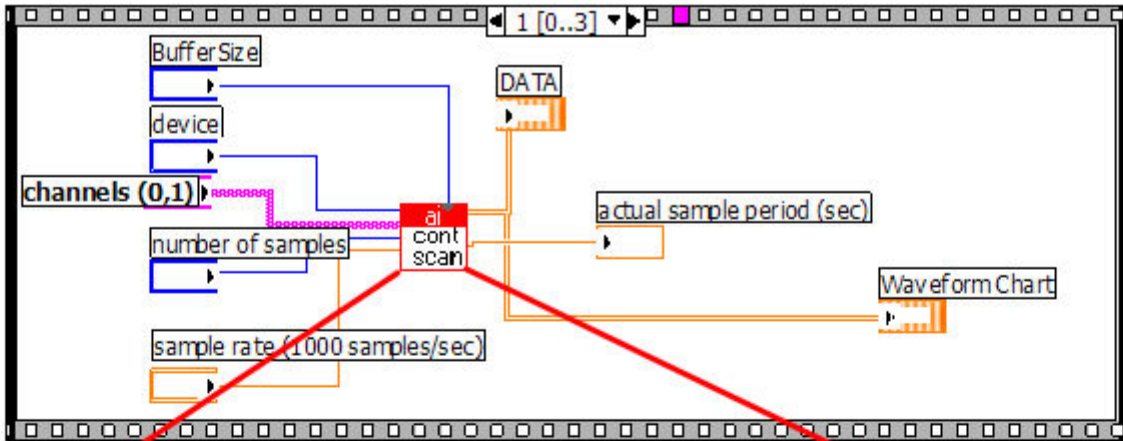 1 [0..3]
BufferSize
DATA
device
channels (0,1)
actual sample period (sec)
ai
cont
scan
number of samples
Waveform Chart
sample rate (1000 samples/sec)